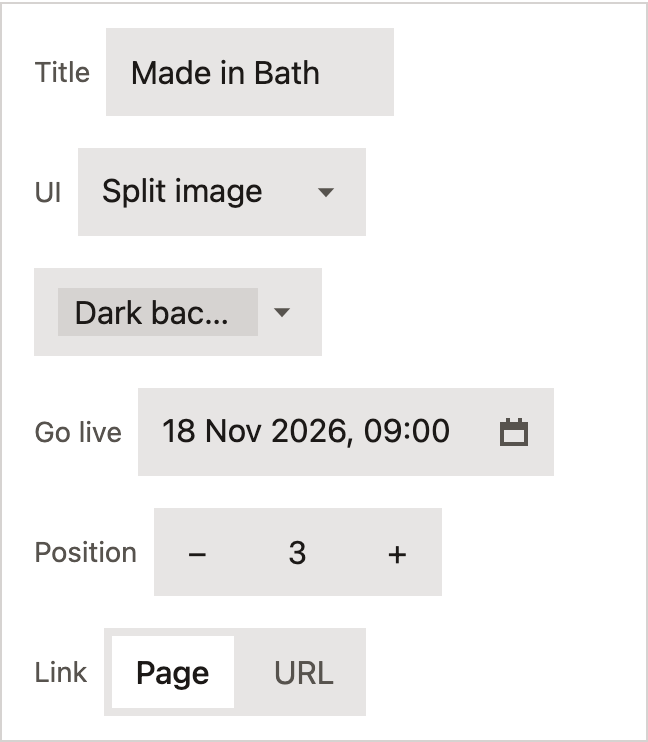 Title Made in Bath
UI Split image
Dark bac...
Go live 18 Nov 2026, 09:00
Position − 3 +
Link Page URL